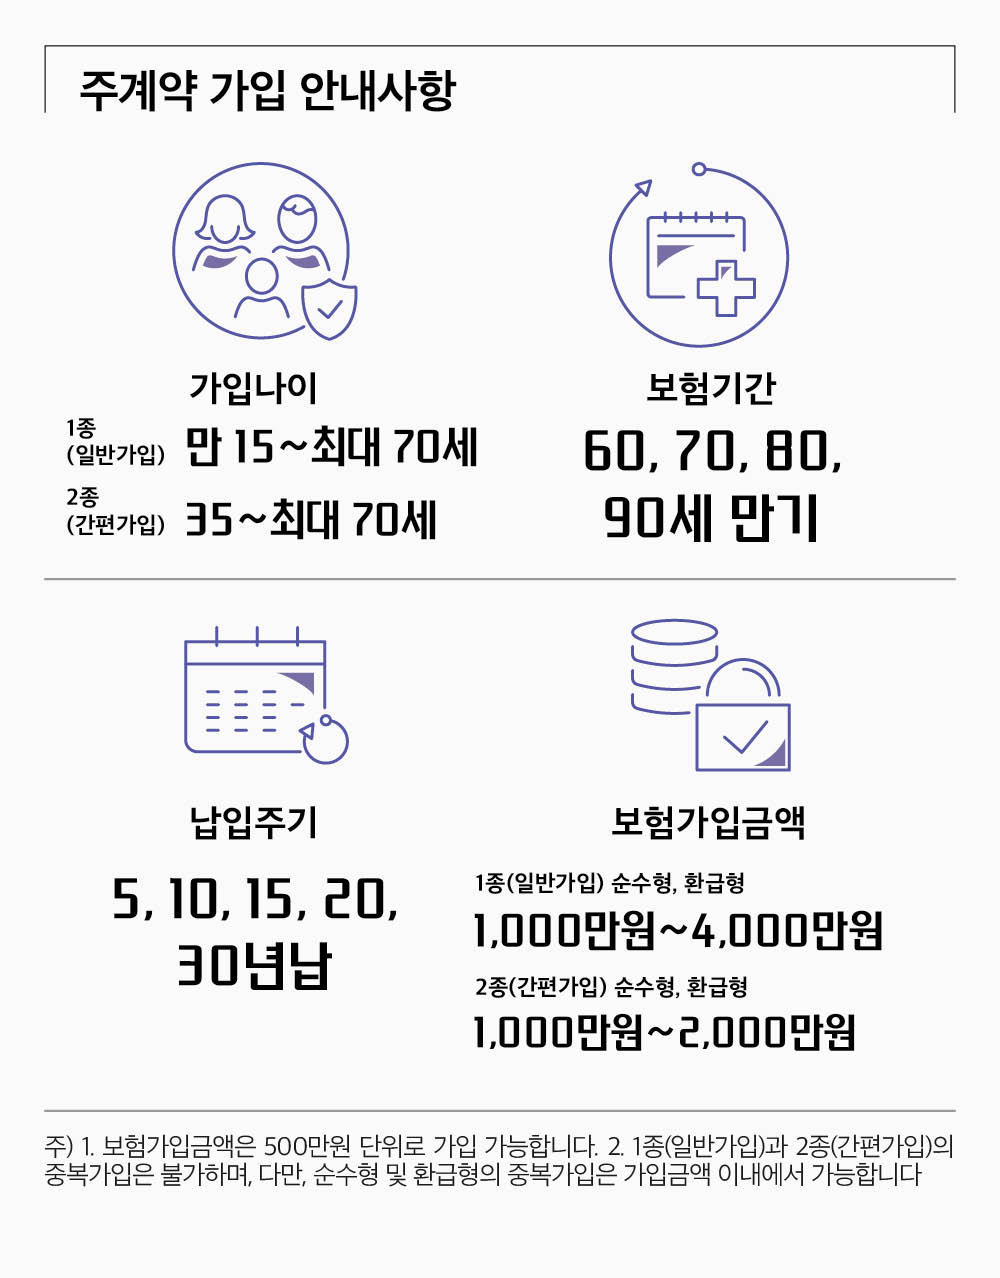 주계약 가입 안내사항
가입나이
1종
(일반가입)
만 15~최대 70세
2종
(간편가입)
35~최대 70세
보험기간
60, 70, 80,
90세 만기
납입주기
5, 10, 15, 20,
30년납
보험가입금액
1종(일반가입) 순수형, 환급형
1,000만원~4,000만원
2종(간편가입) 순수형, 환급형
1,000만원~2,000만원
주) 1. 보험가입금액은 500만원 단위로 가입 가능합니다. 2. 1종(일반가입)과 2종(간편가입)의
중복가입은 불가하며, 다만, 순수형 및 환급형의 중복가입은 가입금액 이내에서 가능합니다